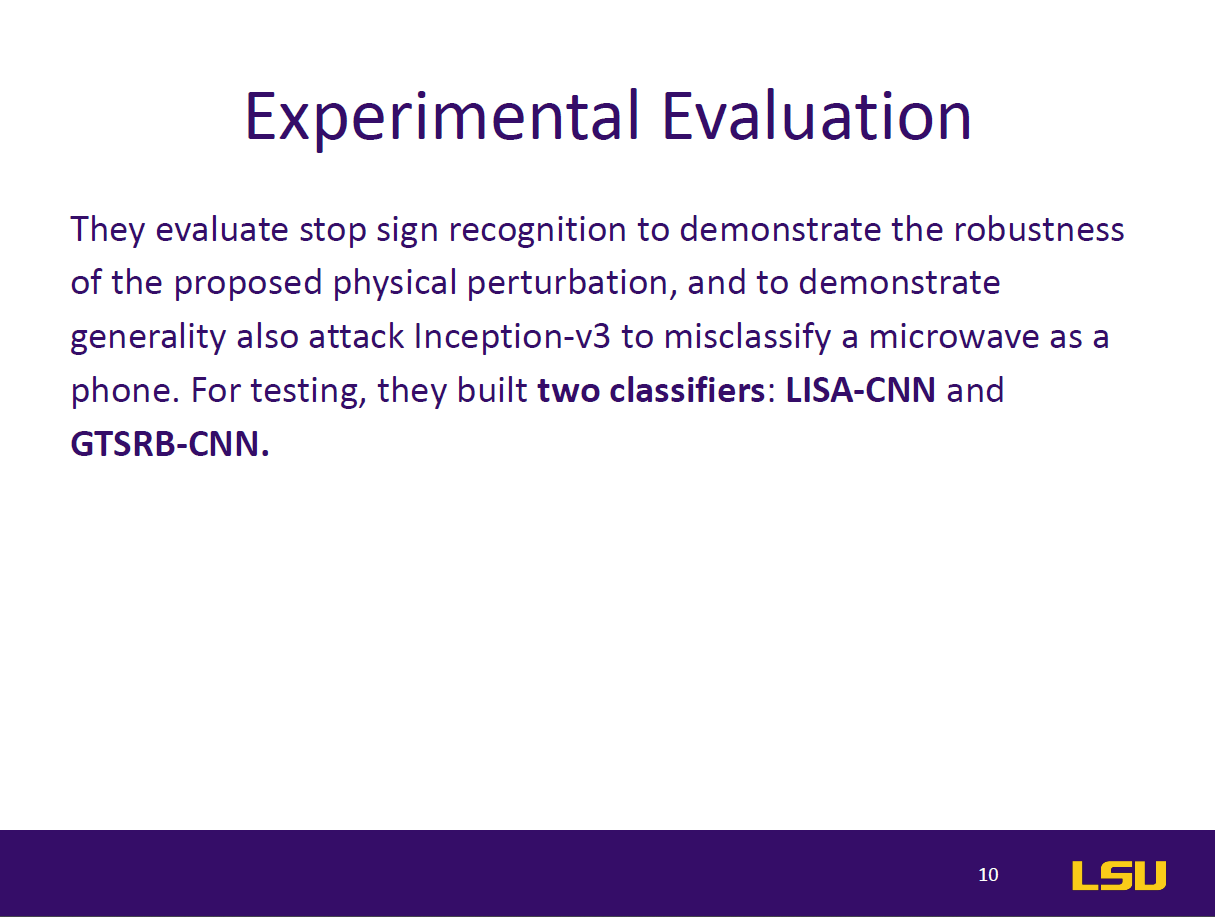 Experimental Evaluation
They evaluate stop sign recognition to demonstrate the robustness
of the proposed physical perturbation, and to demonstrate
generality also attack Inception-v3 to misclassify a microwave as a
phone. For testing, they built two classifiers: LISA-CNN and
GTSRB-CNN.
10
LSU